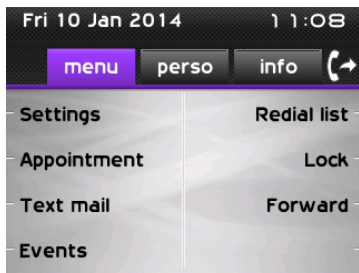 Fri 10 Jan 2014 11:08
menu perso info
Settings Redial list
Appointment Lock
Text mail Forward
Events